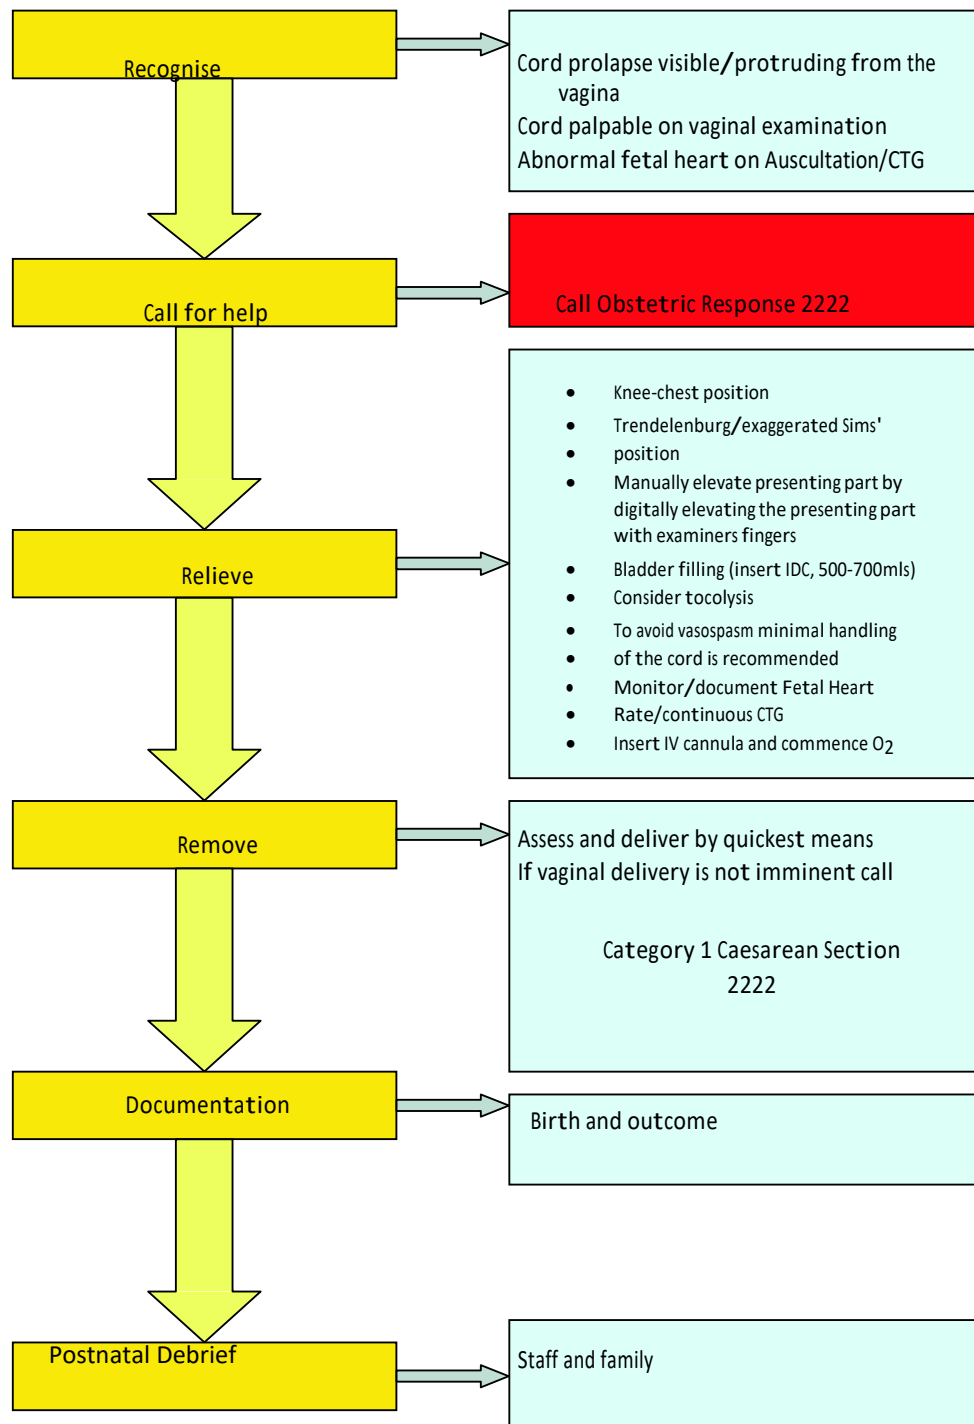 Recognise
Cord prolapse visible/protruding from the
vagina
Cord palpable on vaginal examination
Abnormal fetal heart on Auscultation/CTG
Call for help
Call Obstetric Response 2222
Relieve
• Knee-chest position
• Trendelenburg/exaggerated Sims'
• position
• Manually elevate presenting part by
digitally elevating the presenting part
with examiners fingers
• Bladder filling (insert IDC, 500-700mls)
• Consider tocolysis
• To avoid vasospasm minimal handling
• of the cord is recommended
• Monitor/document Fetal Heart
• Rate/continuous CTG
• Insert IV cannula and commence O2
Remove
Assess and deliver by quickest means
If vaginal delivery is not imminent call
Category 1 Caesarean Section
2222
Documentation
Birth and outcome
Postnatal Debrief
Staff and family